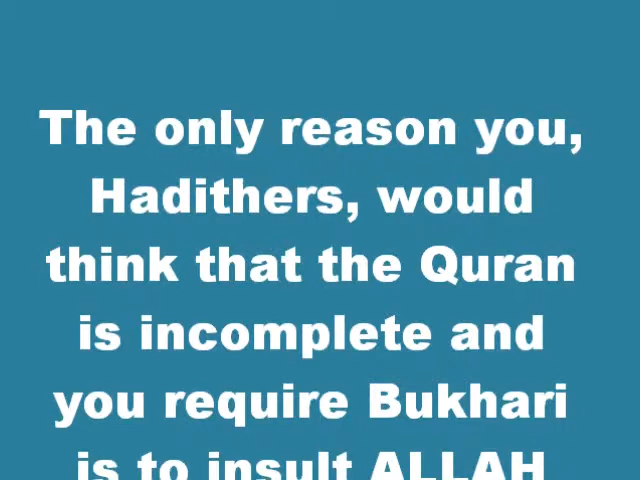 The only reason you,
Hadithers, would
think that the Quran
is incomplete and
you require Bukhari
is to insult ALLAH